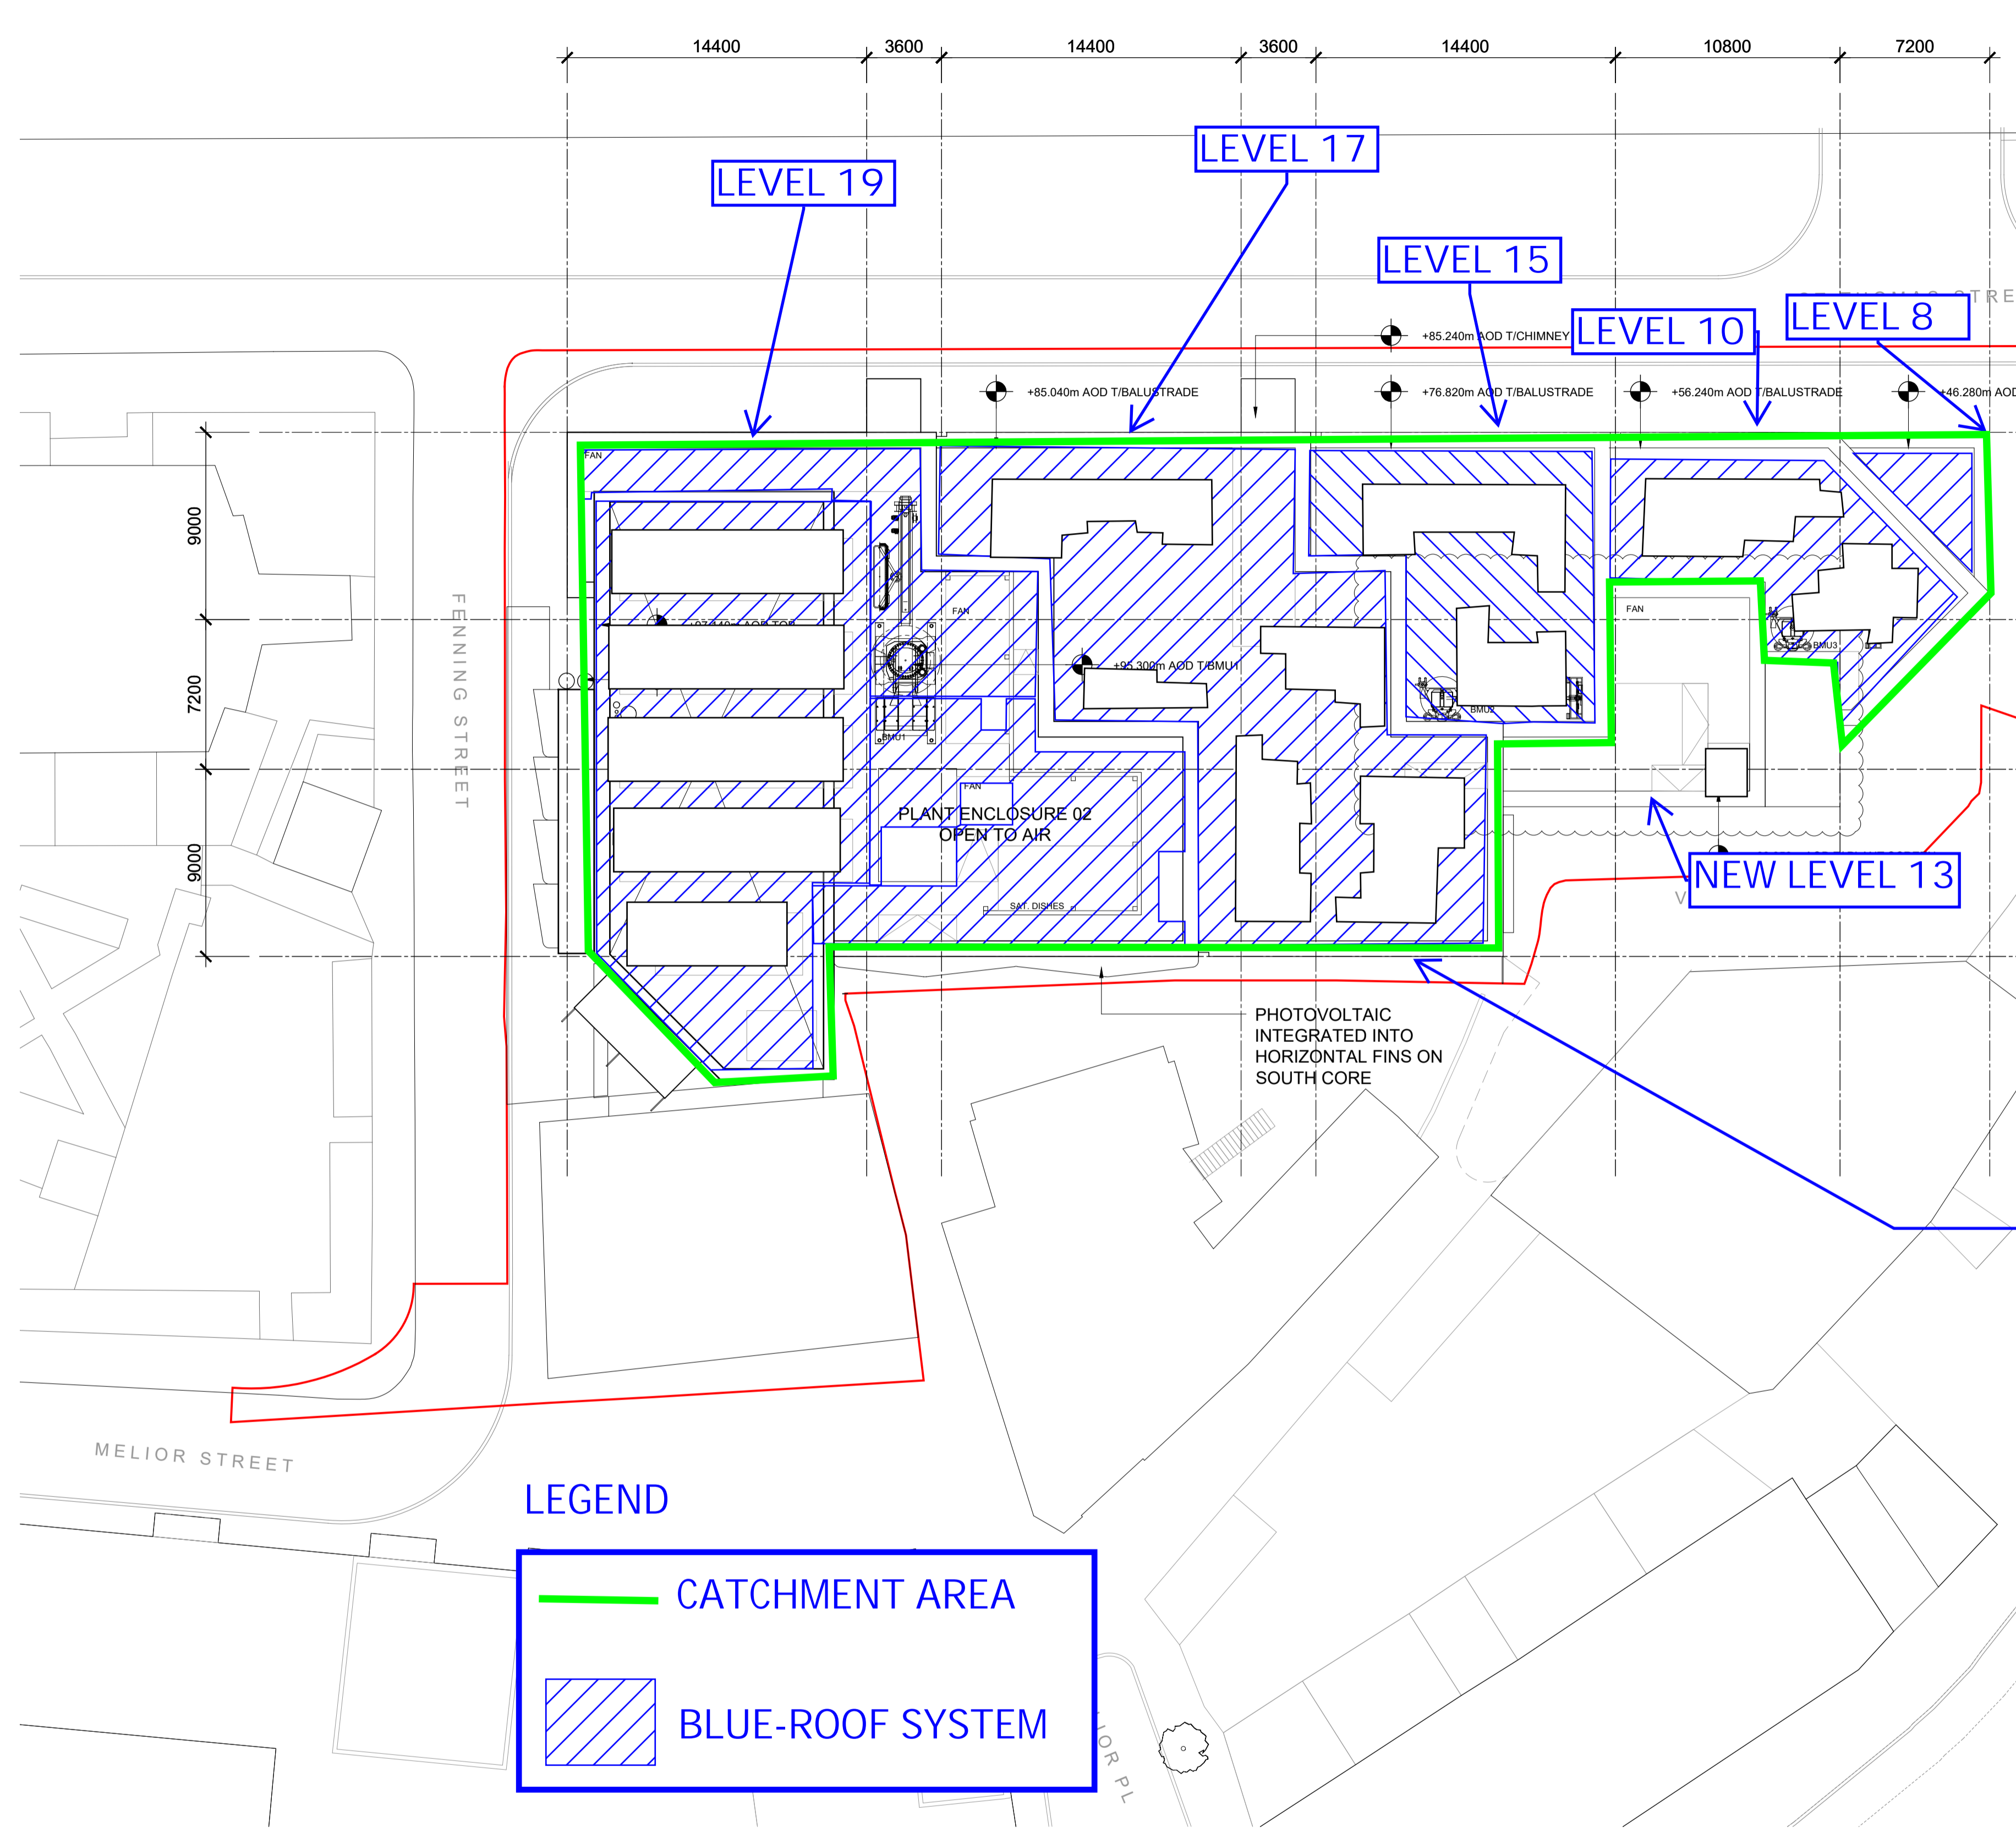 14400
3600
14400
3600
14400
10800
7200
LEVEL 17
LEVEL 19
LEVEL 15
LEVEL 10
LEVEL 8
+85.240m AOD T/CHIMNEY
+85.040m AOD T/BALUSTRADE
+76.820m AOD T/BALUSTRADE
+56.240m AOD T/BALUSTRADE
+46.280m AOD
FAN
9000
7200
9000
FENNING STREET
FAN
FAN
+95.300m AOD T/BMU1
BMU3
BMU2
BMU1
FAN
PLANT ENCLOSURE 02
OPEN TO AIR
SAT. DISHES
NEW LEVEL 13
PHOTOVOLTAIC
INTEGRATED INTO
HORIZONTAL FINS ON
SOUTH CORE
MELIOR STREET
LEGEND
CATCHMENT AREA
BLUE-ROOF SYSTEM
IOR PL